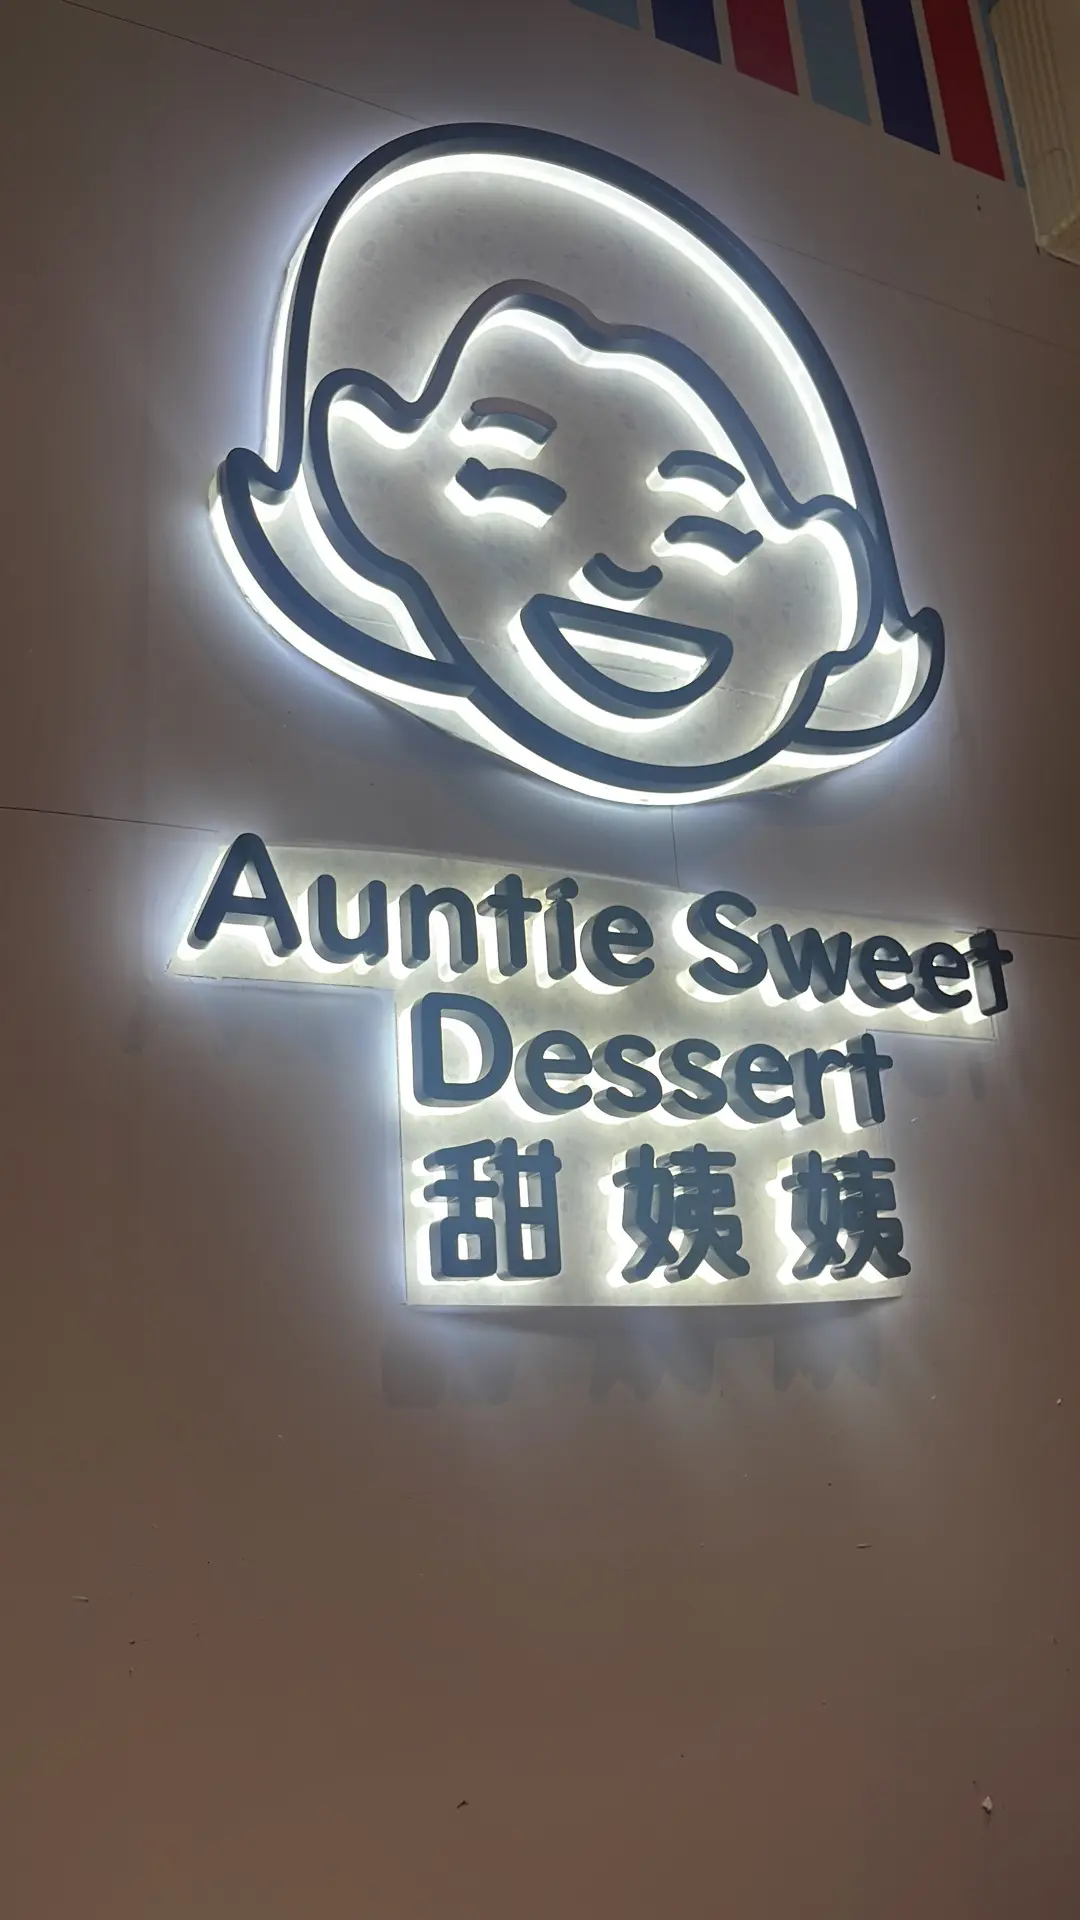 Auntie Sweet
Dessert
甜姨姨